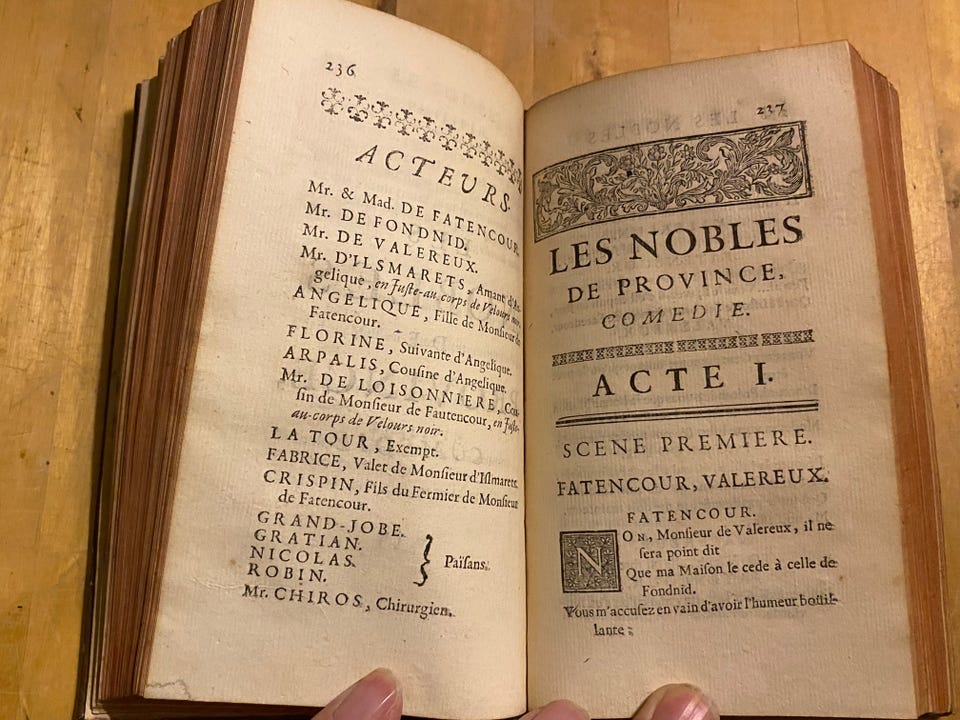 236
ACTEURS.
Mr. & Mad. DE FATENCOUR.
Mr. DE FONDNID.
Mr. DE VALEREUX.
Mr. D'ILSMARETS, Amant d'An-
gelique, en Juſte-au corps de Velours noir.
ANGELIQUE, Fille de Monſieur de
Fatencour.
FLORINE, Suivante d'Angelique.
ARPALIS, Couſine d'Angelique.
Mr. DE LOISONNIERE, Cou-
ſin de Monſieur de Fautencour, en Juſte-
au-corps de Velours noir.
LA TOUR, Exempt.
FABRICE, Valet de Monſieur d'Iſlmarets.
CRISPIN, Fils du Fermier de Monſieur
de Fatencour.
GRAND-JOBE.
GRATIAN.
NICOLAS.
ROBIN.
Païſans.
Mr. CHIROS, Chirurgien.
237
LES NOBLES
DE PROVINCE,
COMEDIE.
ACTE I.
SCENE PREMIERE.
FATENCOUR, VALEREUX.
FATENCOUR.
NON, Monſieur de Valereux, il ne
ſera point dit
Que ma Maiſon le cede à celle de
Fondnid.
Vous m'accuſez en vain d'avoir l'humeur boüil-
lante;